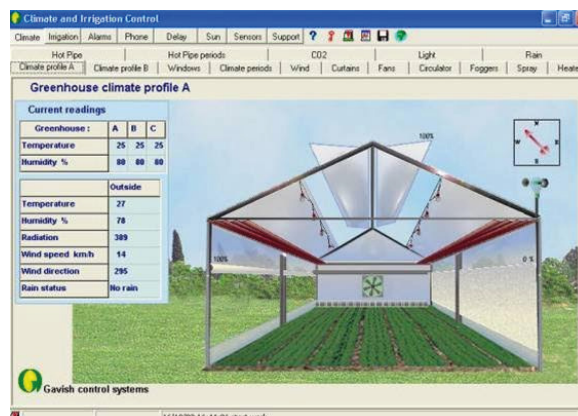 Climate and Irrigation Control
Climate Irrigation Alarms Phone Delay Sun Sensors Support ? ?
Hot Pipe Hot Pipe periods CO2 Light Rain
Climate profile A Climate profile B Windows Climate periods Wind Curtains Fans Circulator Foggers Spray Heate
Greenhouse climate profile A
Current readings
Greenhouse : A B C
Temperature 25 25 25
Humidity % 80 80 80
Outside
Temperature 27
Humidity % 78
Radiation 389
Wind speed km/h 14
Wind direction 295
Rain status No rain
100%
100%
0 %
Gavish control systems